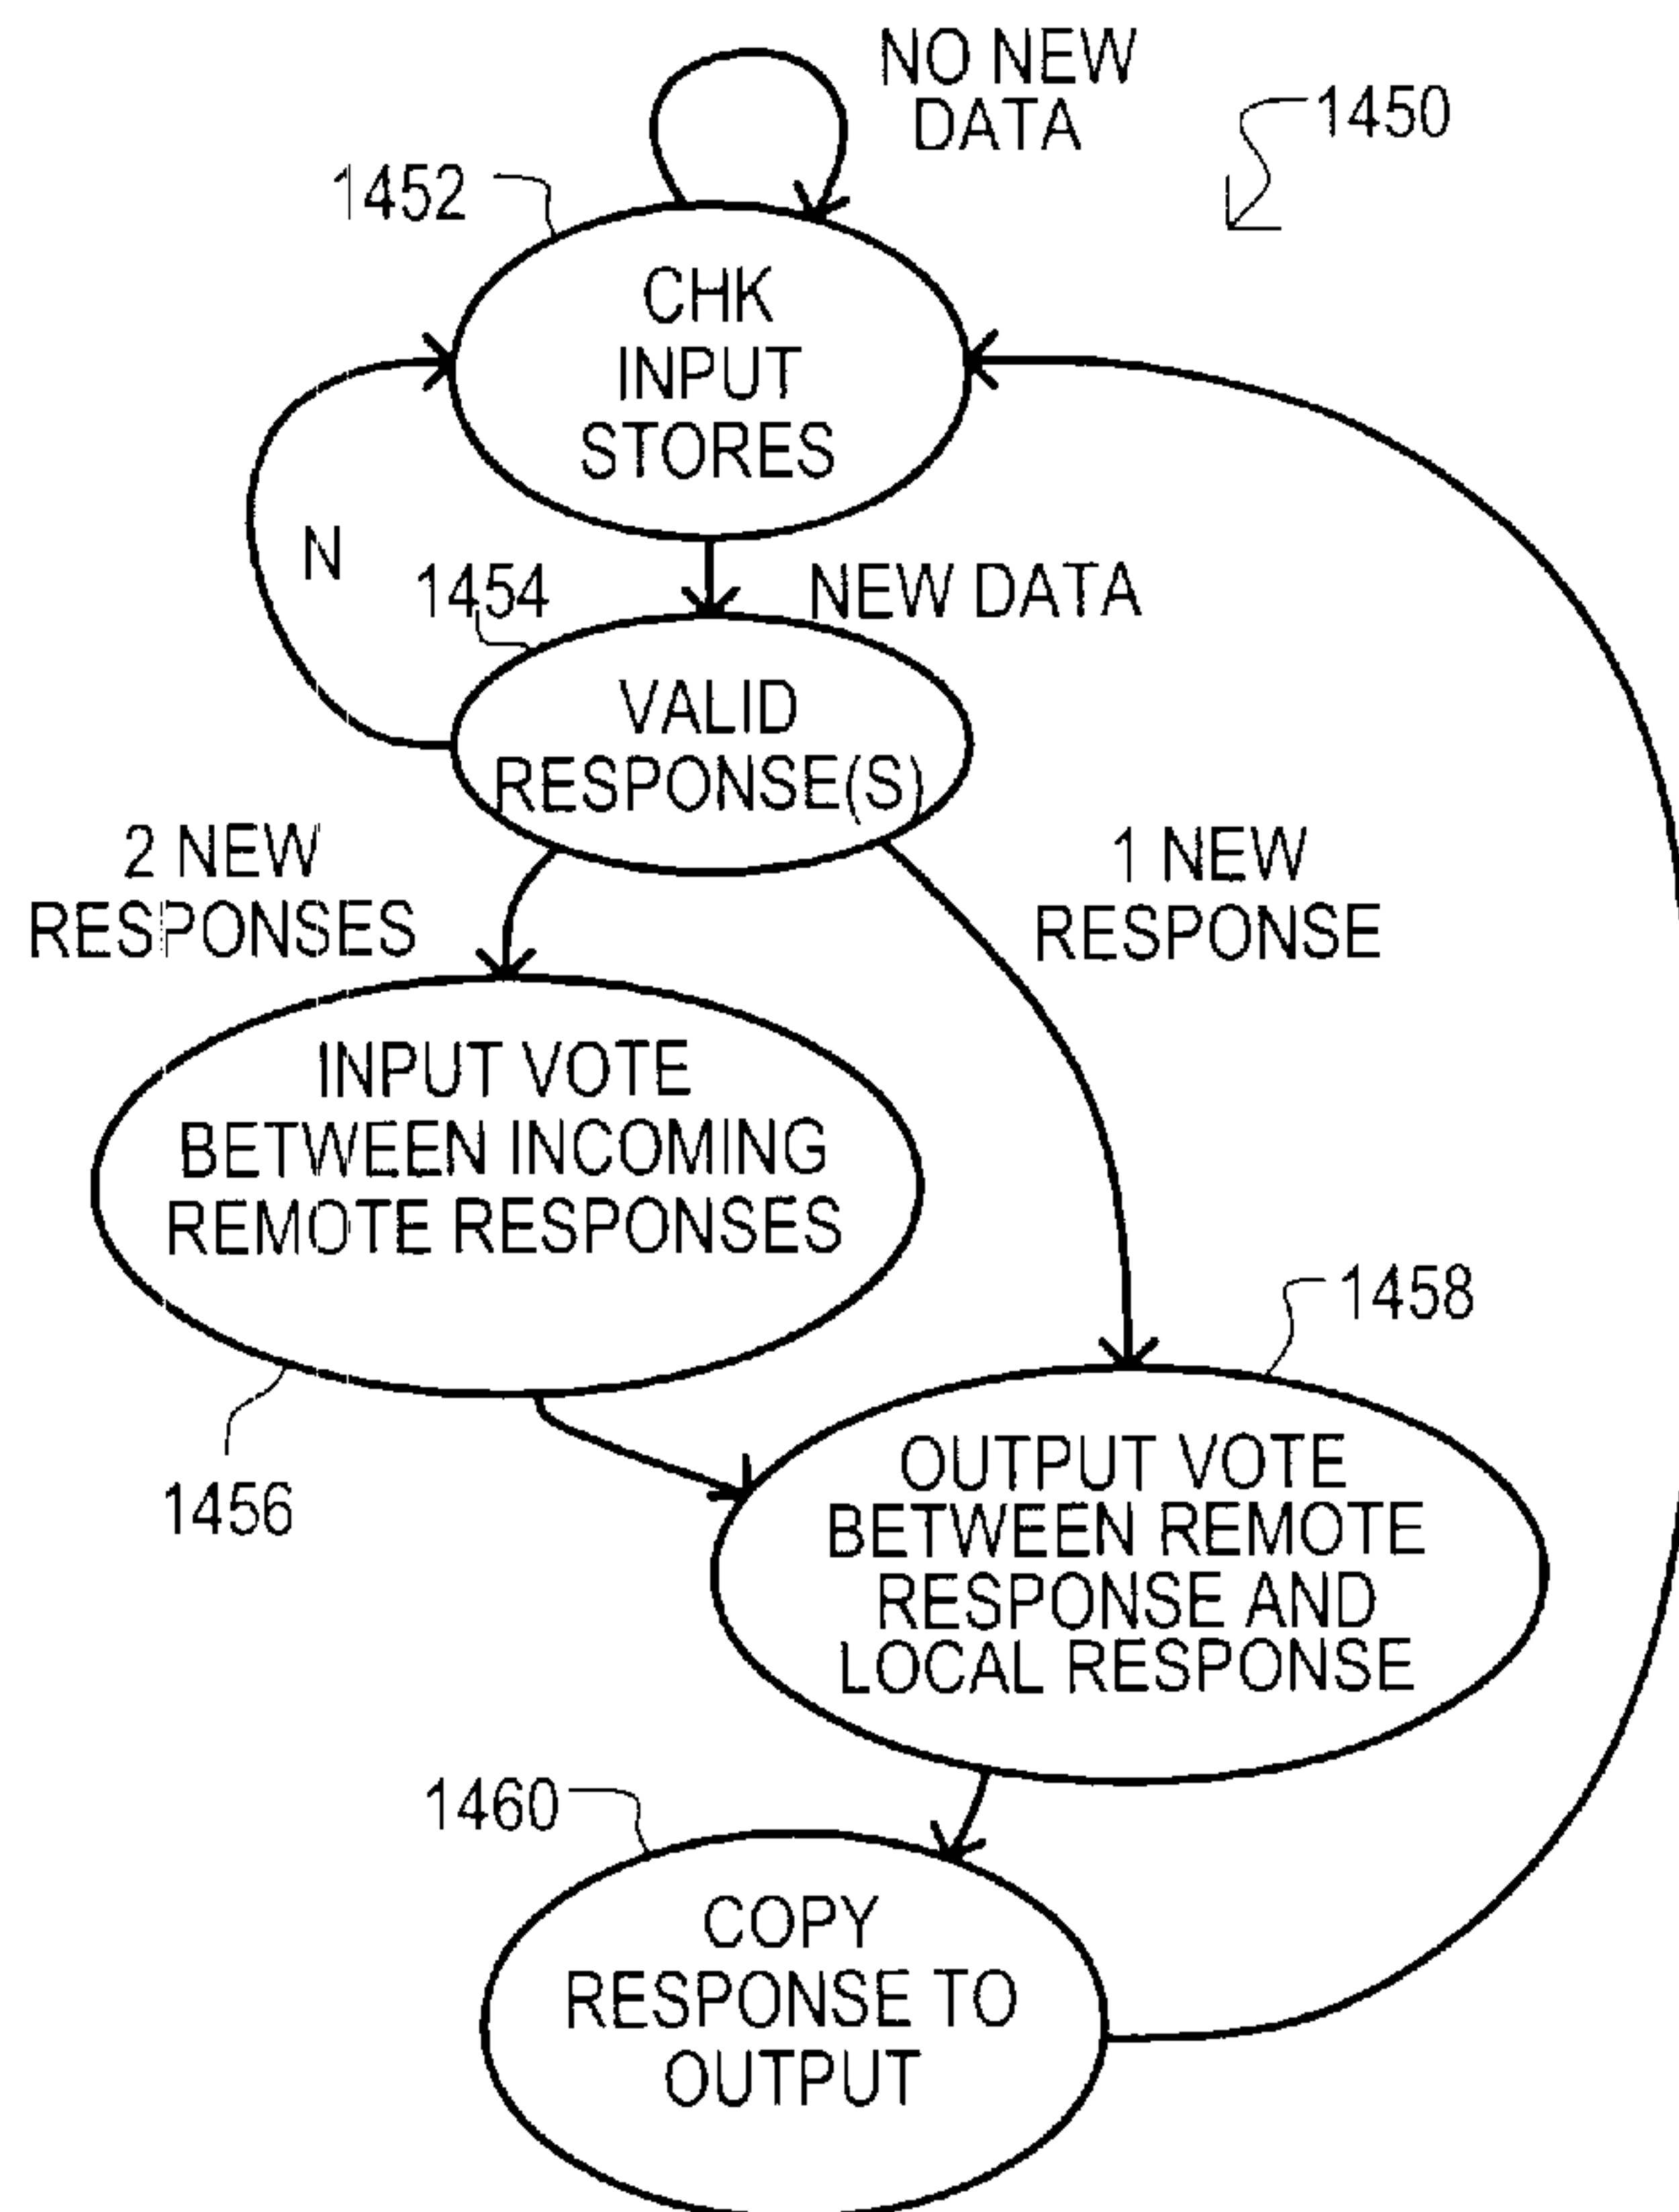 NO NEW
DATA
1450
1452
CHK
INPUT
STORES
N
1454
NEW DATA
VALID
RESPONSE(S)
2 NEW
RESPONSES
1 NEW
RESPONSE
INPUT VOTE
BETWEEN INCOMING
REMOTE RESPONSES
1458
1456
OUTPUT VOTE
BETWEEN REMOTE
RESPONSE AND
LOCAL RESPONSE
1460
COPY
RESPONSE TO
OUTPUT